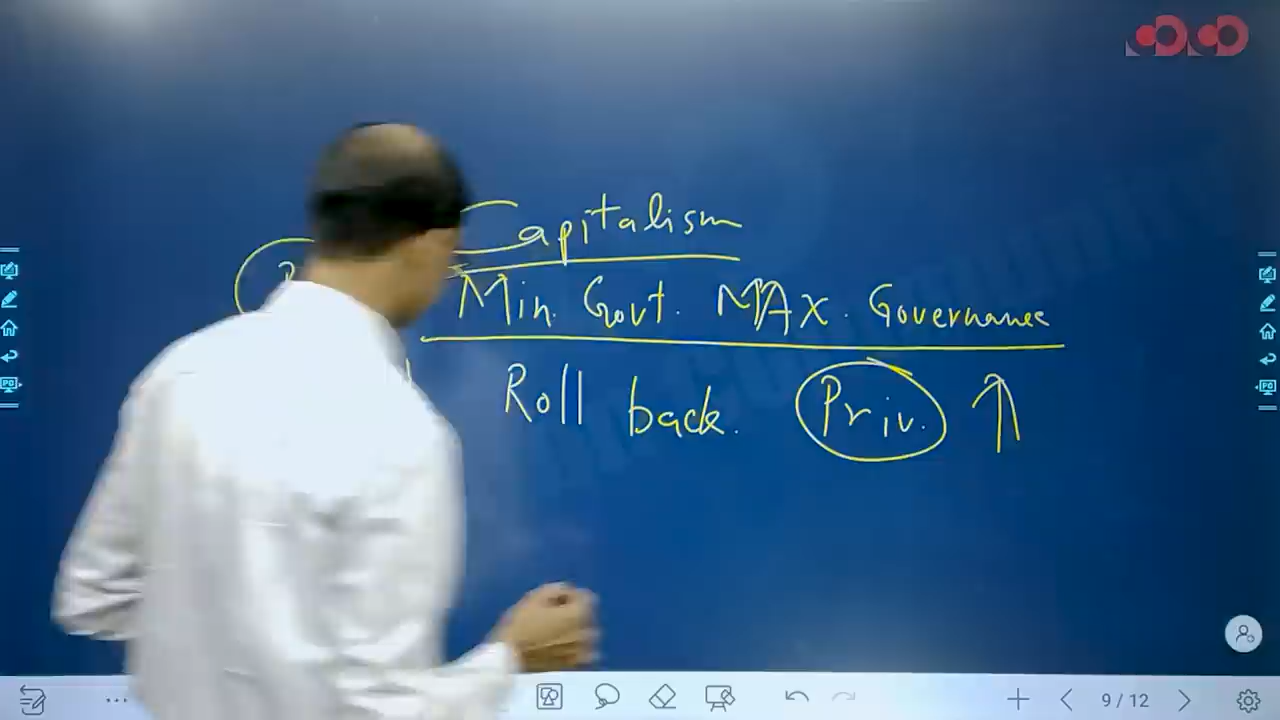 Capitalism
Min. Govt. MAX. Governance
Roll back. Priv. ↑
9 / 12